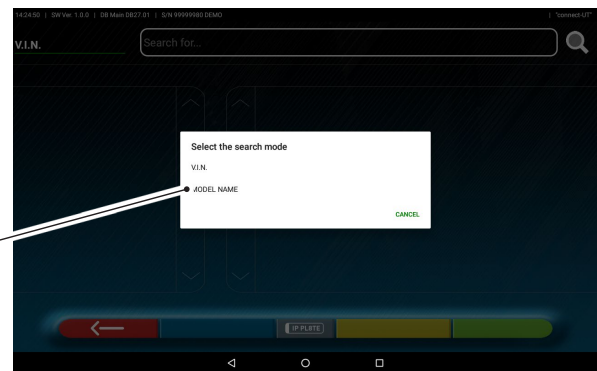 14:24:50 | SW Ver. 1.0.0 | DB Main DB27.01 | S/N 99999980 DEMO | "connect-UT"
V.I.N. Search for...
Select the search mode
V.I.N.
MODEL NAME
CANCEL
IP PLATE